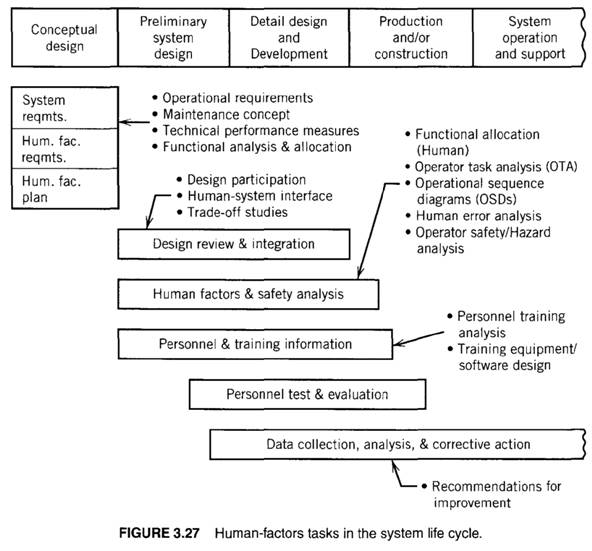 Conceptual
design
Preliminary
system
design
Detail design
and
Development
Production
and/or
construction
System
operation
and support
System
reqmts.
Hum. fac.
reqmts.
Hum. fac.
plan
• Operational requirements
• Maintenance concept
• Technical performance measures
• Functional analysis & allocation
• Functional allocation
(Human)
• Operator task analysis (OTA)
• Operational sequence
diagrams (OSDs)
• Human error analysis
• Operator safety/Hazard
analysis
• Design participation
• Human-system interface
• Trade-off studies
Design review & integration
Human factors & safety analysis
Personnel & training information
• Personnel training
analysis
• Training equipment/
software design
Personnel test & evaluation
Data collection, analysis, & corrective action
• Recommendations for
improvement
FIGURE 3.27 Human-factors tasks in the system life cycle.